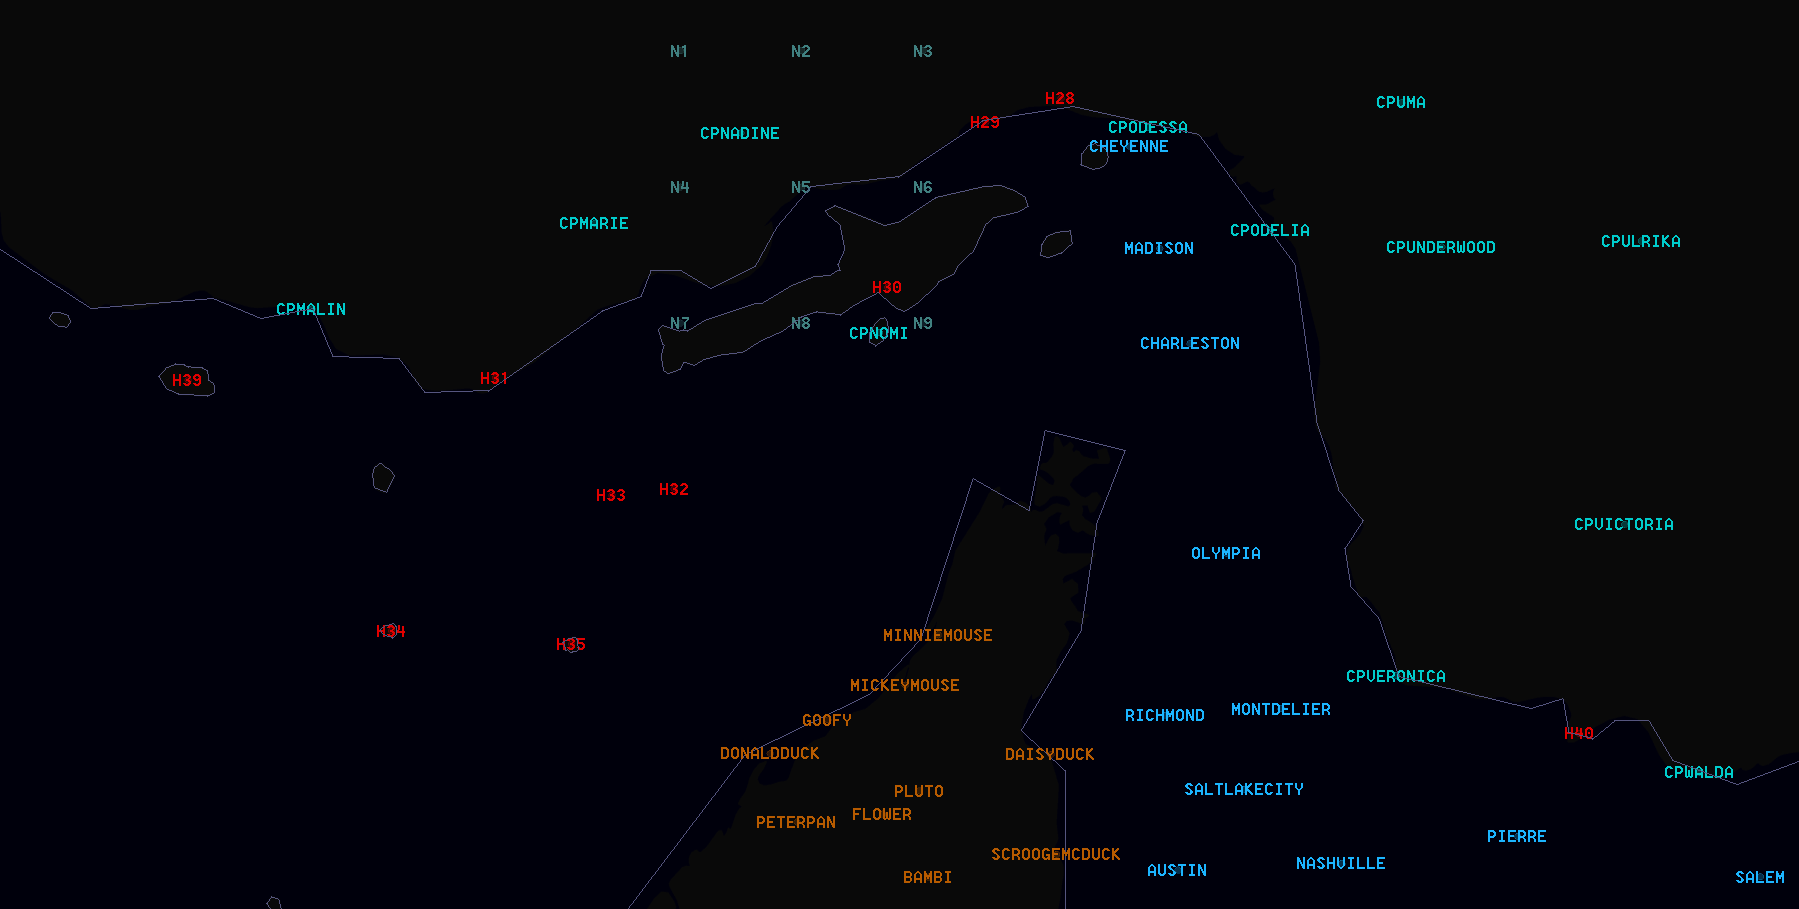 N1 N2 N3
H28 CPUMA
H29 CPODESSA
CPNADINE
CHEYENNE
N4 N5 N6
CPMARIE CPODELIA
MADISON CPUNDERWOOD CPULRIKA
H30
CPMALIN
N7 N8 N9
CPNOMI CHARLESTON
H39 H31
H33 H32
CPVICTORIA
OLYMPIA
H34 MINNIEMOUSE
H35
CPVERONICA
MICKEYMOUSE
RICHMOND MONTDELIER
GOOFY
H40
DONALDDUCK DAISYDUCK
CPWALDA
PLUTO SALTLAKECITY
FLOWER
PETERPAN
PIERRE
SCROOGEMCDUCK
NASHVILLE
AUSTIN
BAMBI SALEM